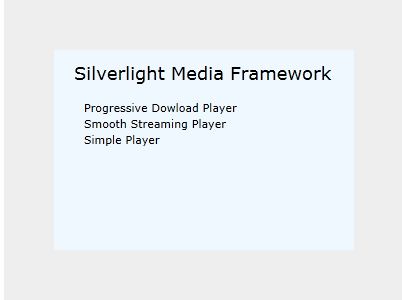 Silverlight Media Framework
Progressive Dowload Player
Smooth Streaming Player
Simple Player